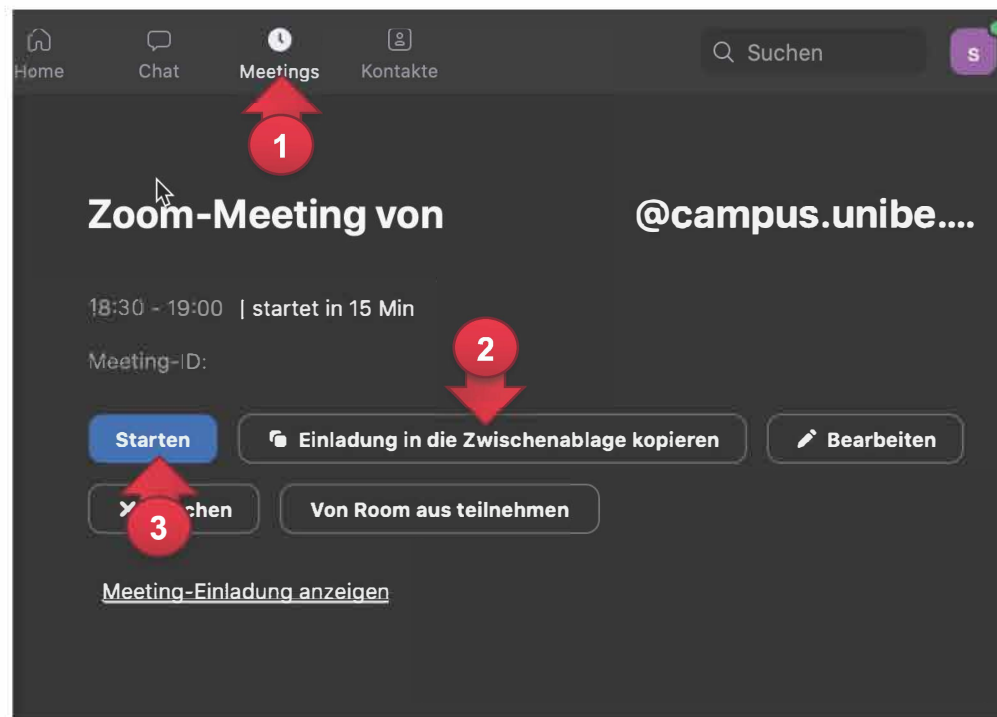 Home Chat Meetings Kontakte
Suchen
S
1
Zoom-Meeting von @campus.unibe....
18:30 - 19:00 | startet in 15 Min
2
Meeting-ID:
Starten Einladung in die Zwischenablage kopieren Bearbeiten
3
Von Room aus teilnehmen
Meeting-Einladung anzeigen